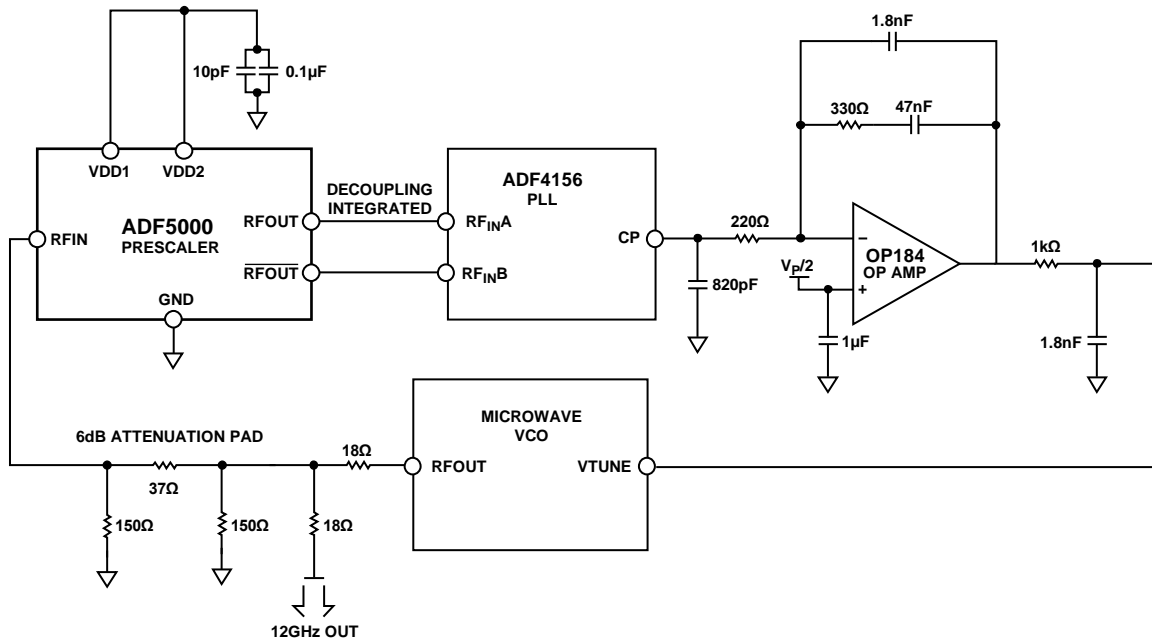 1.8nF
10pF
0.1µF
330Ω
47nF
VDD1
VDD2
ADF5000
PRESCALER
RFIN
RFOUT
RFOUT
GND
DECOUPLING
INTEGRATED
ADF4156
PLL
RFINA
RFINB
CP
220Ω
820pF
VP/2
1µF
OP184
OP AMP
1kΩ
1.8nF
6dB ATTENUATION PAD
37Ω
150Ω
150Ω
18Ω
18Ω
12GHz OUT
MICROWAVE
VCO
RFOUT
VTUNE